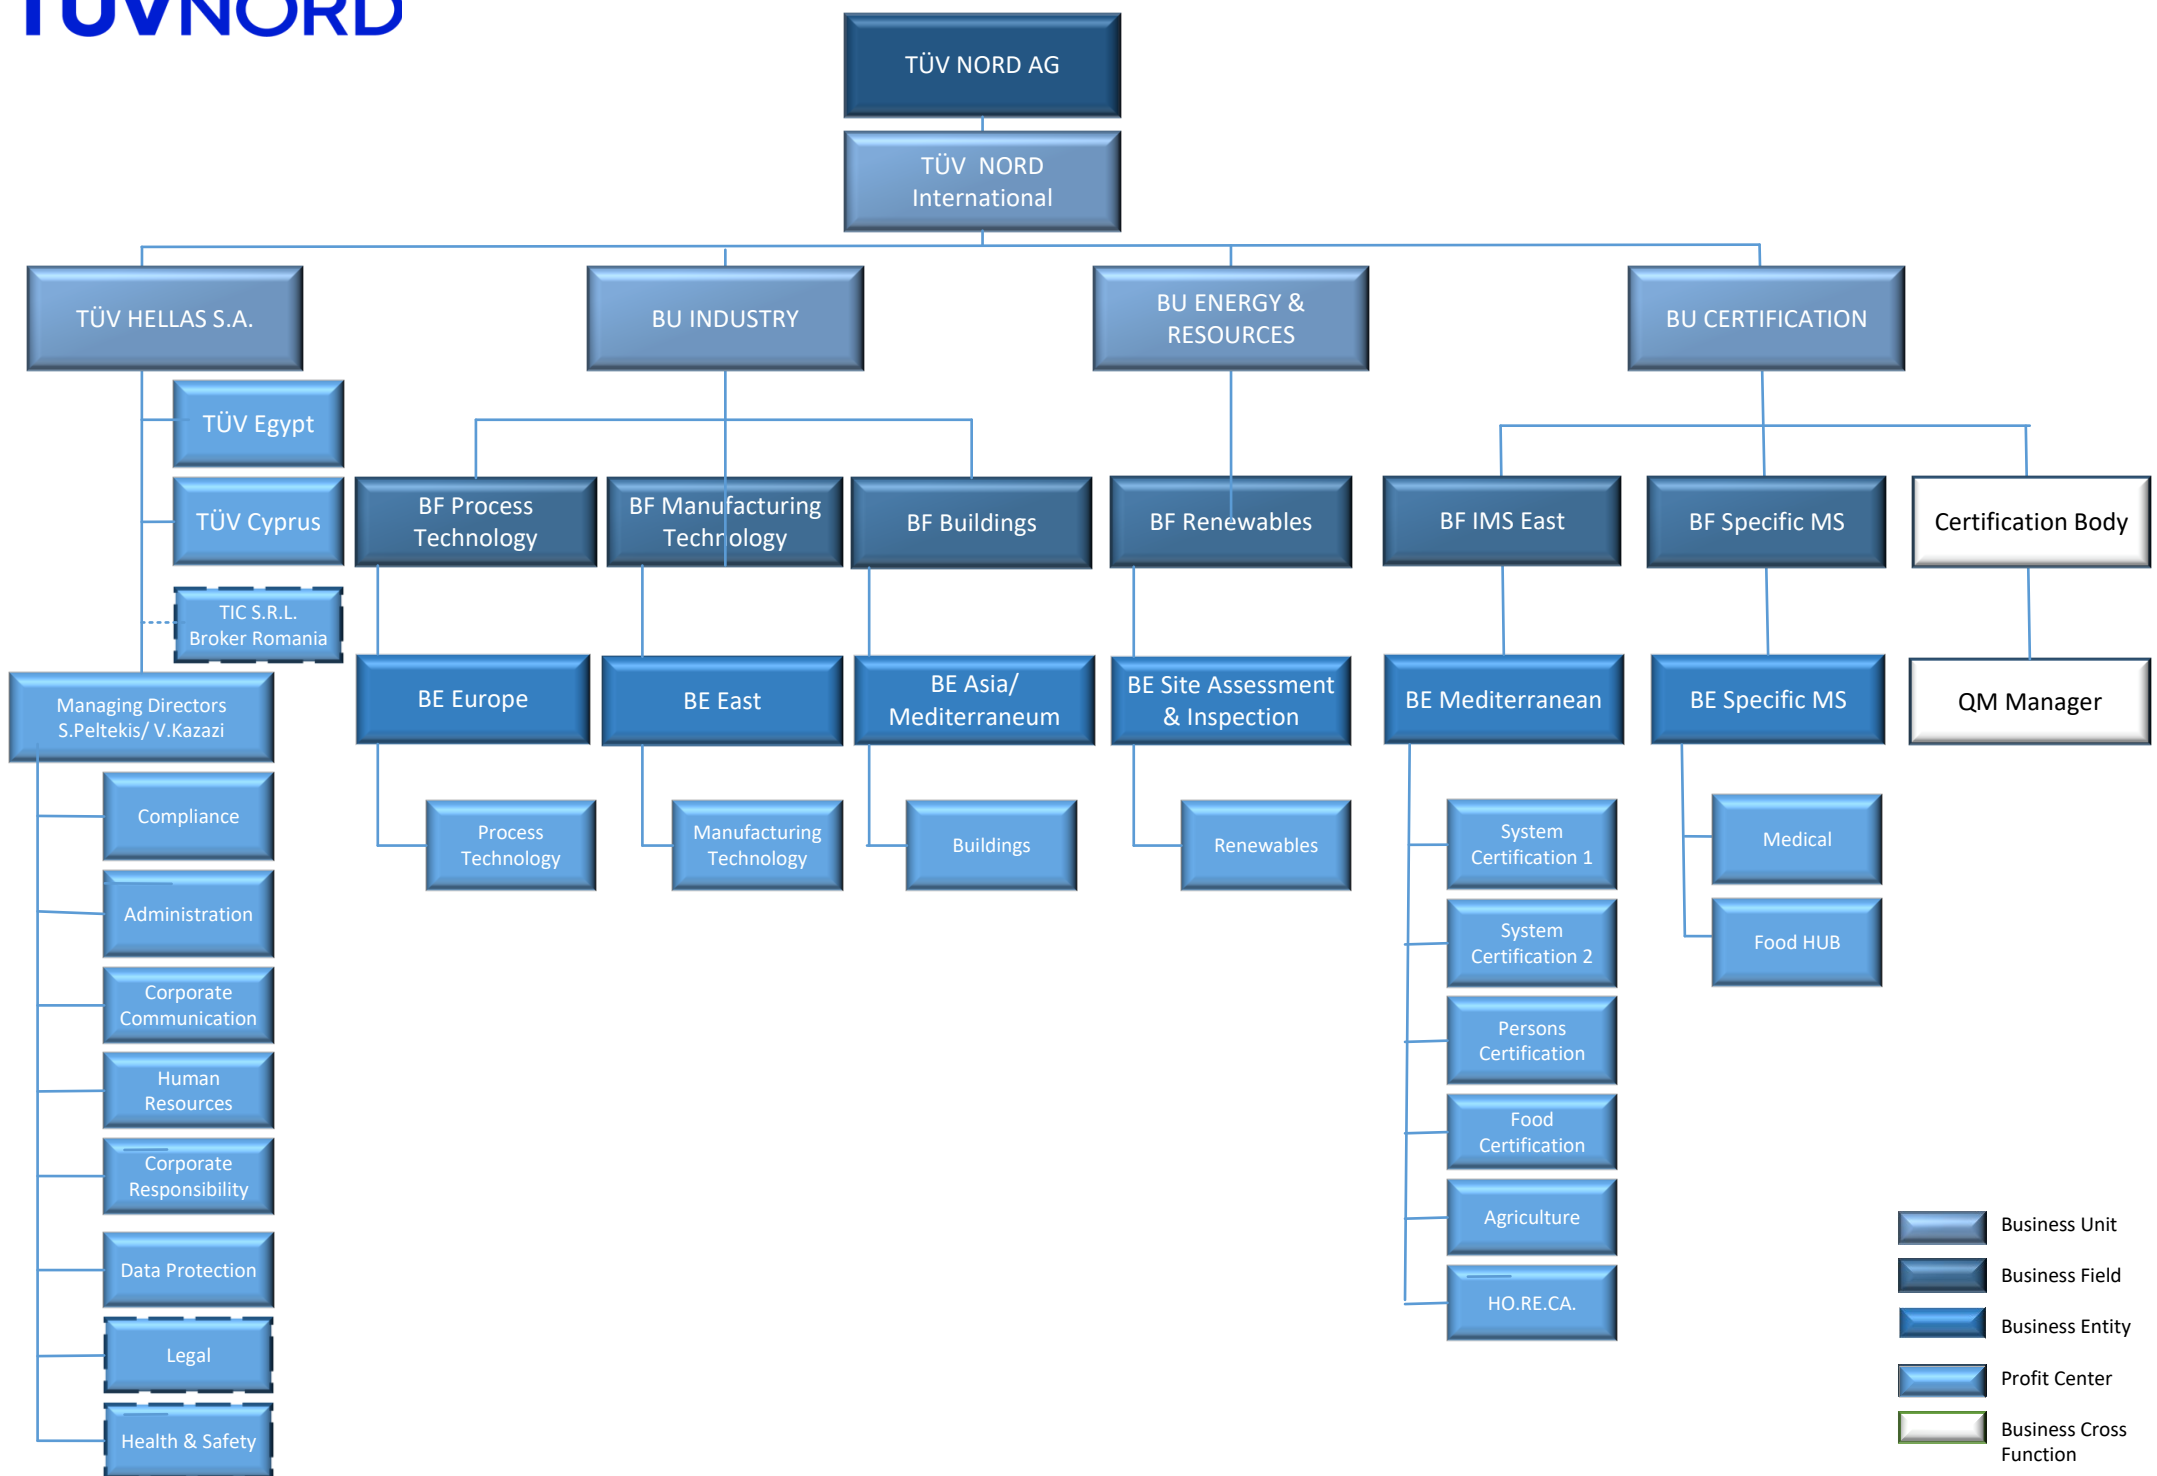 TÜVNORD
TÜV NORD AG
TÜV NORD
International
TÜV HELLAS S.A.
BU INDUSTRY
BU ENERGY &
RESOURCES
BU CERTIFICATION
TÜV Egypt
TÜV Cyprus
TIC S.R.L.
Broker Romania
BF Process
Technology
BF Manufacturing
Technology
BF Buildings
BF Renewables
BF IMS East
BF Specific MS
Certification Body
Managing Directors
S.Peltekis/ V.Kazazi
BE Europe
BE East
BE Asia/
Mediterraneum
BE Site Assessment
& Inspection
BE Mediterranean
BE Specific MS
QM Manager
Compliance
Administration
Corporate
Communication
Human
Resources
Corporate
Responsibility
Data Protection
Legal
Health & Safety
Process
Technology
Manufacturing
Technology
Buildings
Renewables
System
Certification 1
System
Certification 2
Persons
Certification
Food
Certification
Agriculture
HO.RE.CA.
Medical
Food HUB
Business Unit
Business Field
Business Entity
Profit Center
Business Cross
Function